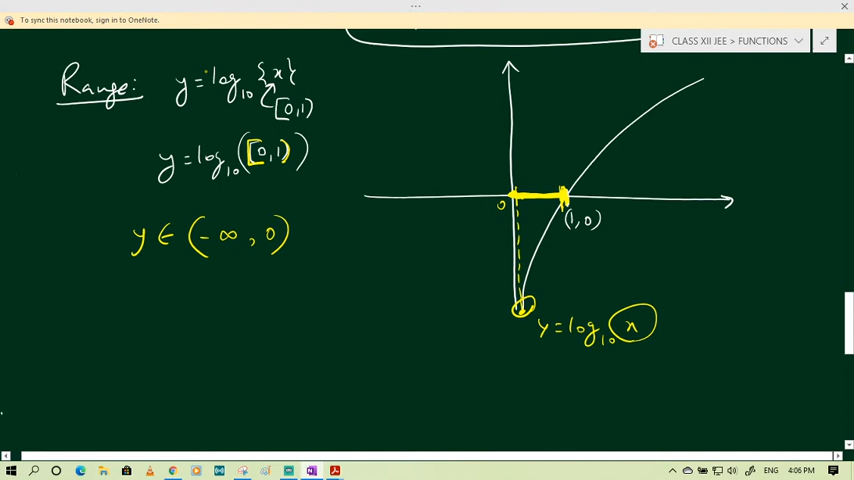 To sync this notebook, sign in to OneNote.
CLASS XII JEE > FUNCTIONS
Range: y = log₁₀ {x}
[0,1)
y = log₁₀ ([0,1))
y ∈ (-∞, 0)
0
(1,0)
y = log₁₀ x
ENG 4:06 PM